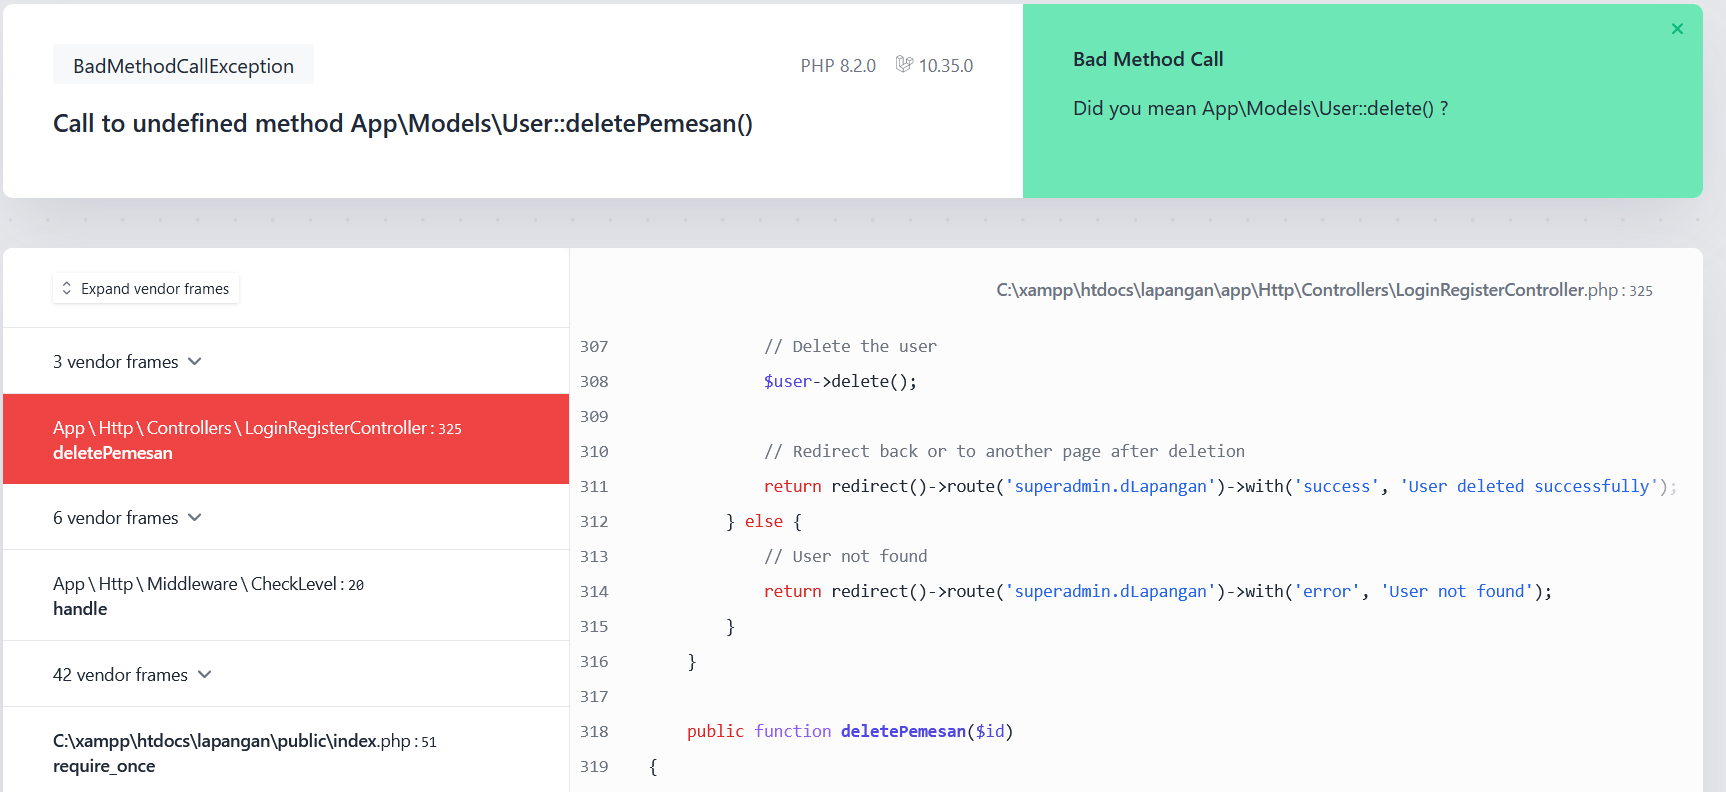 BadMethodCallException
PHP 8.2.0 10.35.0
Call to undefined method App\Models\User::deletePemesan()
Bad Method Call
Did you mean App\Models\User::delete() ?
Expand vendor frames
3 vendor frames
App \ Http \ Controllers \ LoginRegisterController : 325
deletePemesan
6 vendor frames
App \ Http \ Middleware \ CheckLevel : 20
handle
42 vendor frames
C:\xampp\htdocs\lapangan\public\index.php : 51
require_once
C:\xampp\htdocs\lapangan\app\Http\Controllers\LoginRegisterController.php : 325
307 // Delete the user
308 $user->delete();
309
310 // Redirect back or to another page after deletion
311 return redirect()->route('superadmin.dLapangan')->with('success', 'User deleted successfully');
312 } else {
313 // User not found
314 return redirect()->route('superadmin.dLapangan')->with('error', 'User not found');
315 }
316 }
317
318 public function deletePemesan($id)
319 {